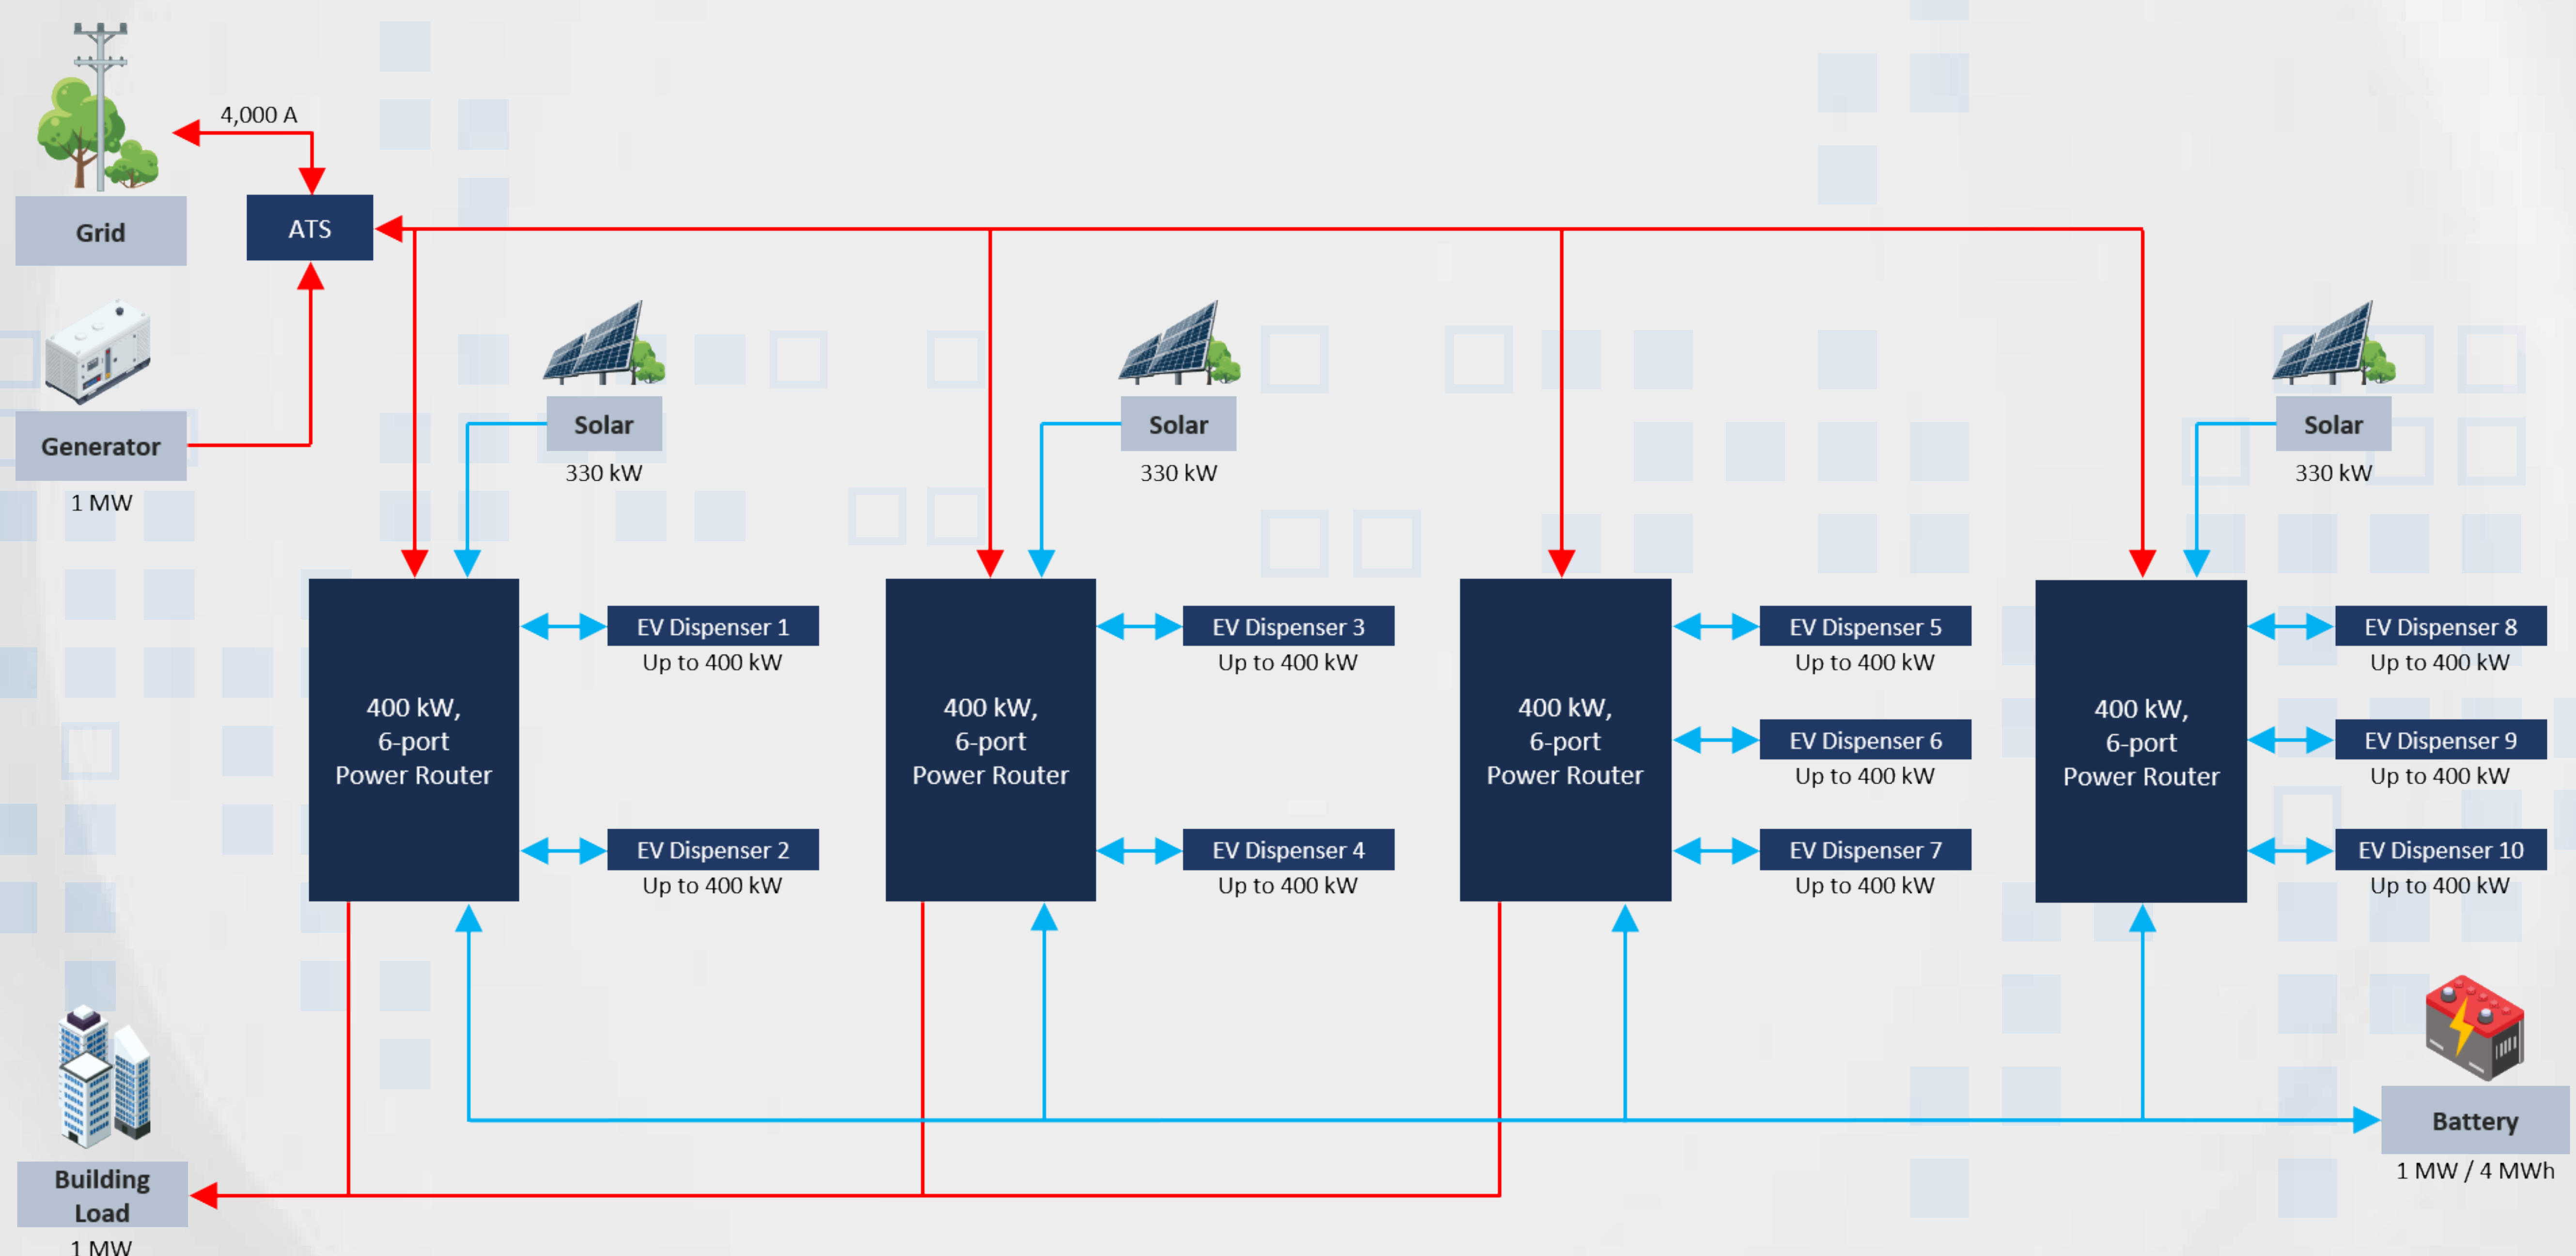 4,000 A
Grid
ATS
Generator
1 MW
Solar
330 kW
Solar
330 kW
Solar
330 kW
400 kW,
6-port
Power Router
EV Dispenser 1
Up to 400 kW
EV Dispenser 2
Up to 400 kW
400 kW,
6-port
Power Router
EV Dispenser 3
Up to 400 kW
EV Dispenser 4
Up to 400 kW
400 kW,
6-port
Power Router
EV Dispenser 5
Up to 400 kW
EV Dispenser 6
Up to 400 kW
EV Dispenser 7
Up to 400 kW
400 kW,
6-port
Power Router
EV Dispenser 8
Up to 400 kW
EV Dispenser 9
Up to 400 kW
EV Dispenser 10
Up to 400 kW
Battery
1 MW / 4 MWh
Building
Load
1 MW